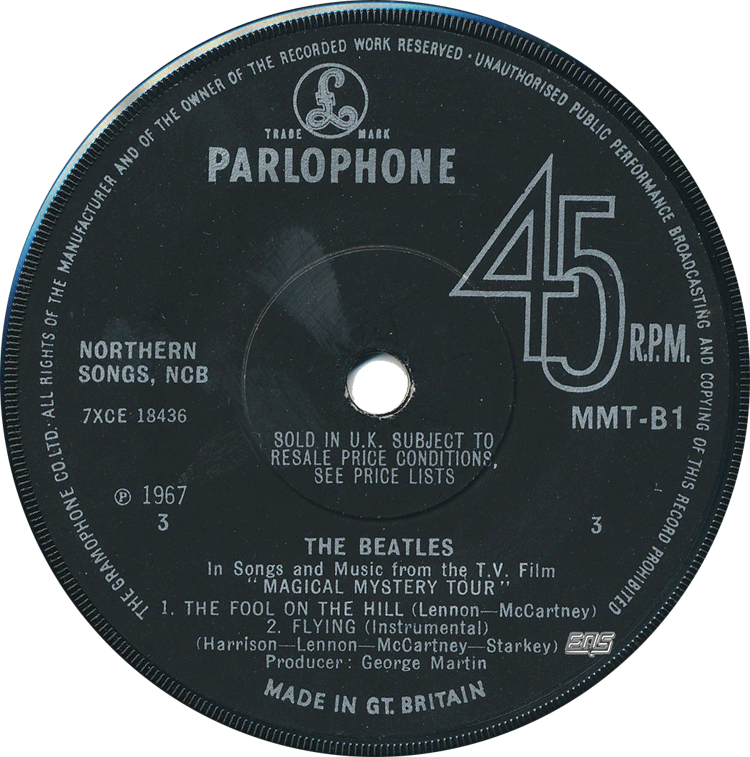 THE GRAMOPHONE CO. LTD. · ALL RIGHTS OF THE MANUFACTURER AND OF THE OWNER OF THE RECORDED WORK RESERVED · UNAUTHORISED PUBLIC PERFORMANCE BROADCASTING AND COPYING OF THIS RECORD PROHIBITED
£
TRADE MARK
PARLOPHONE
45
R.P.M.
NORTHERN
SONGS, NCB
7XCE 18436
MMT-B1
SOLD IN U.K. SUBJECT TO
RESALE PRICE CONDITIONS,
SEE PRICE LISTS
℗ 1967
3
3
THE BEATLES
In Songs and Music from the T.V. Film
"MAGICAL MYSTERY TOUR"
1. THE FOOL ON THE HILL (Lennon—McCartney)
2. FLYING (Instrumental)
(Harrison—Lennon—McCartney—Starkey)
EQS
Producer: George Martin
MADE IN GT. BRITAIN